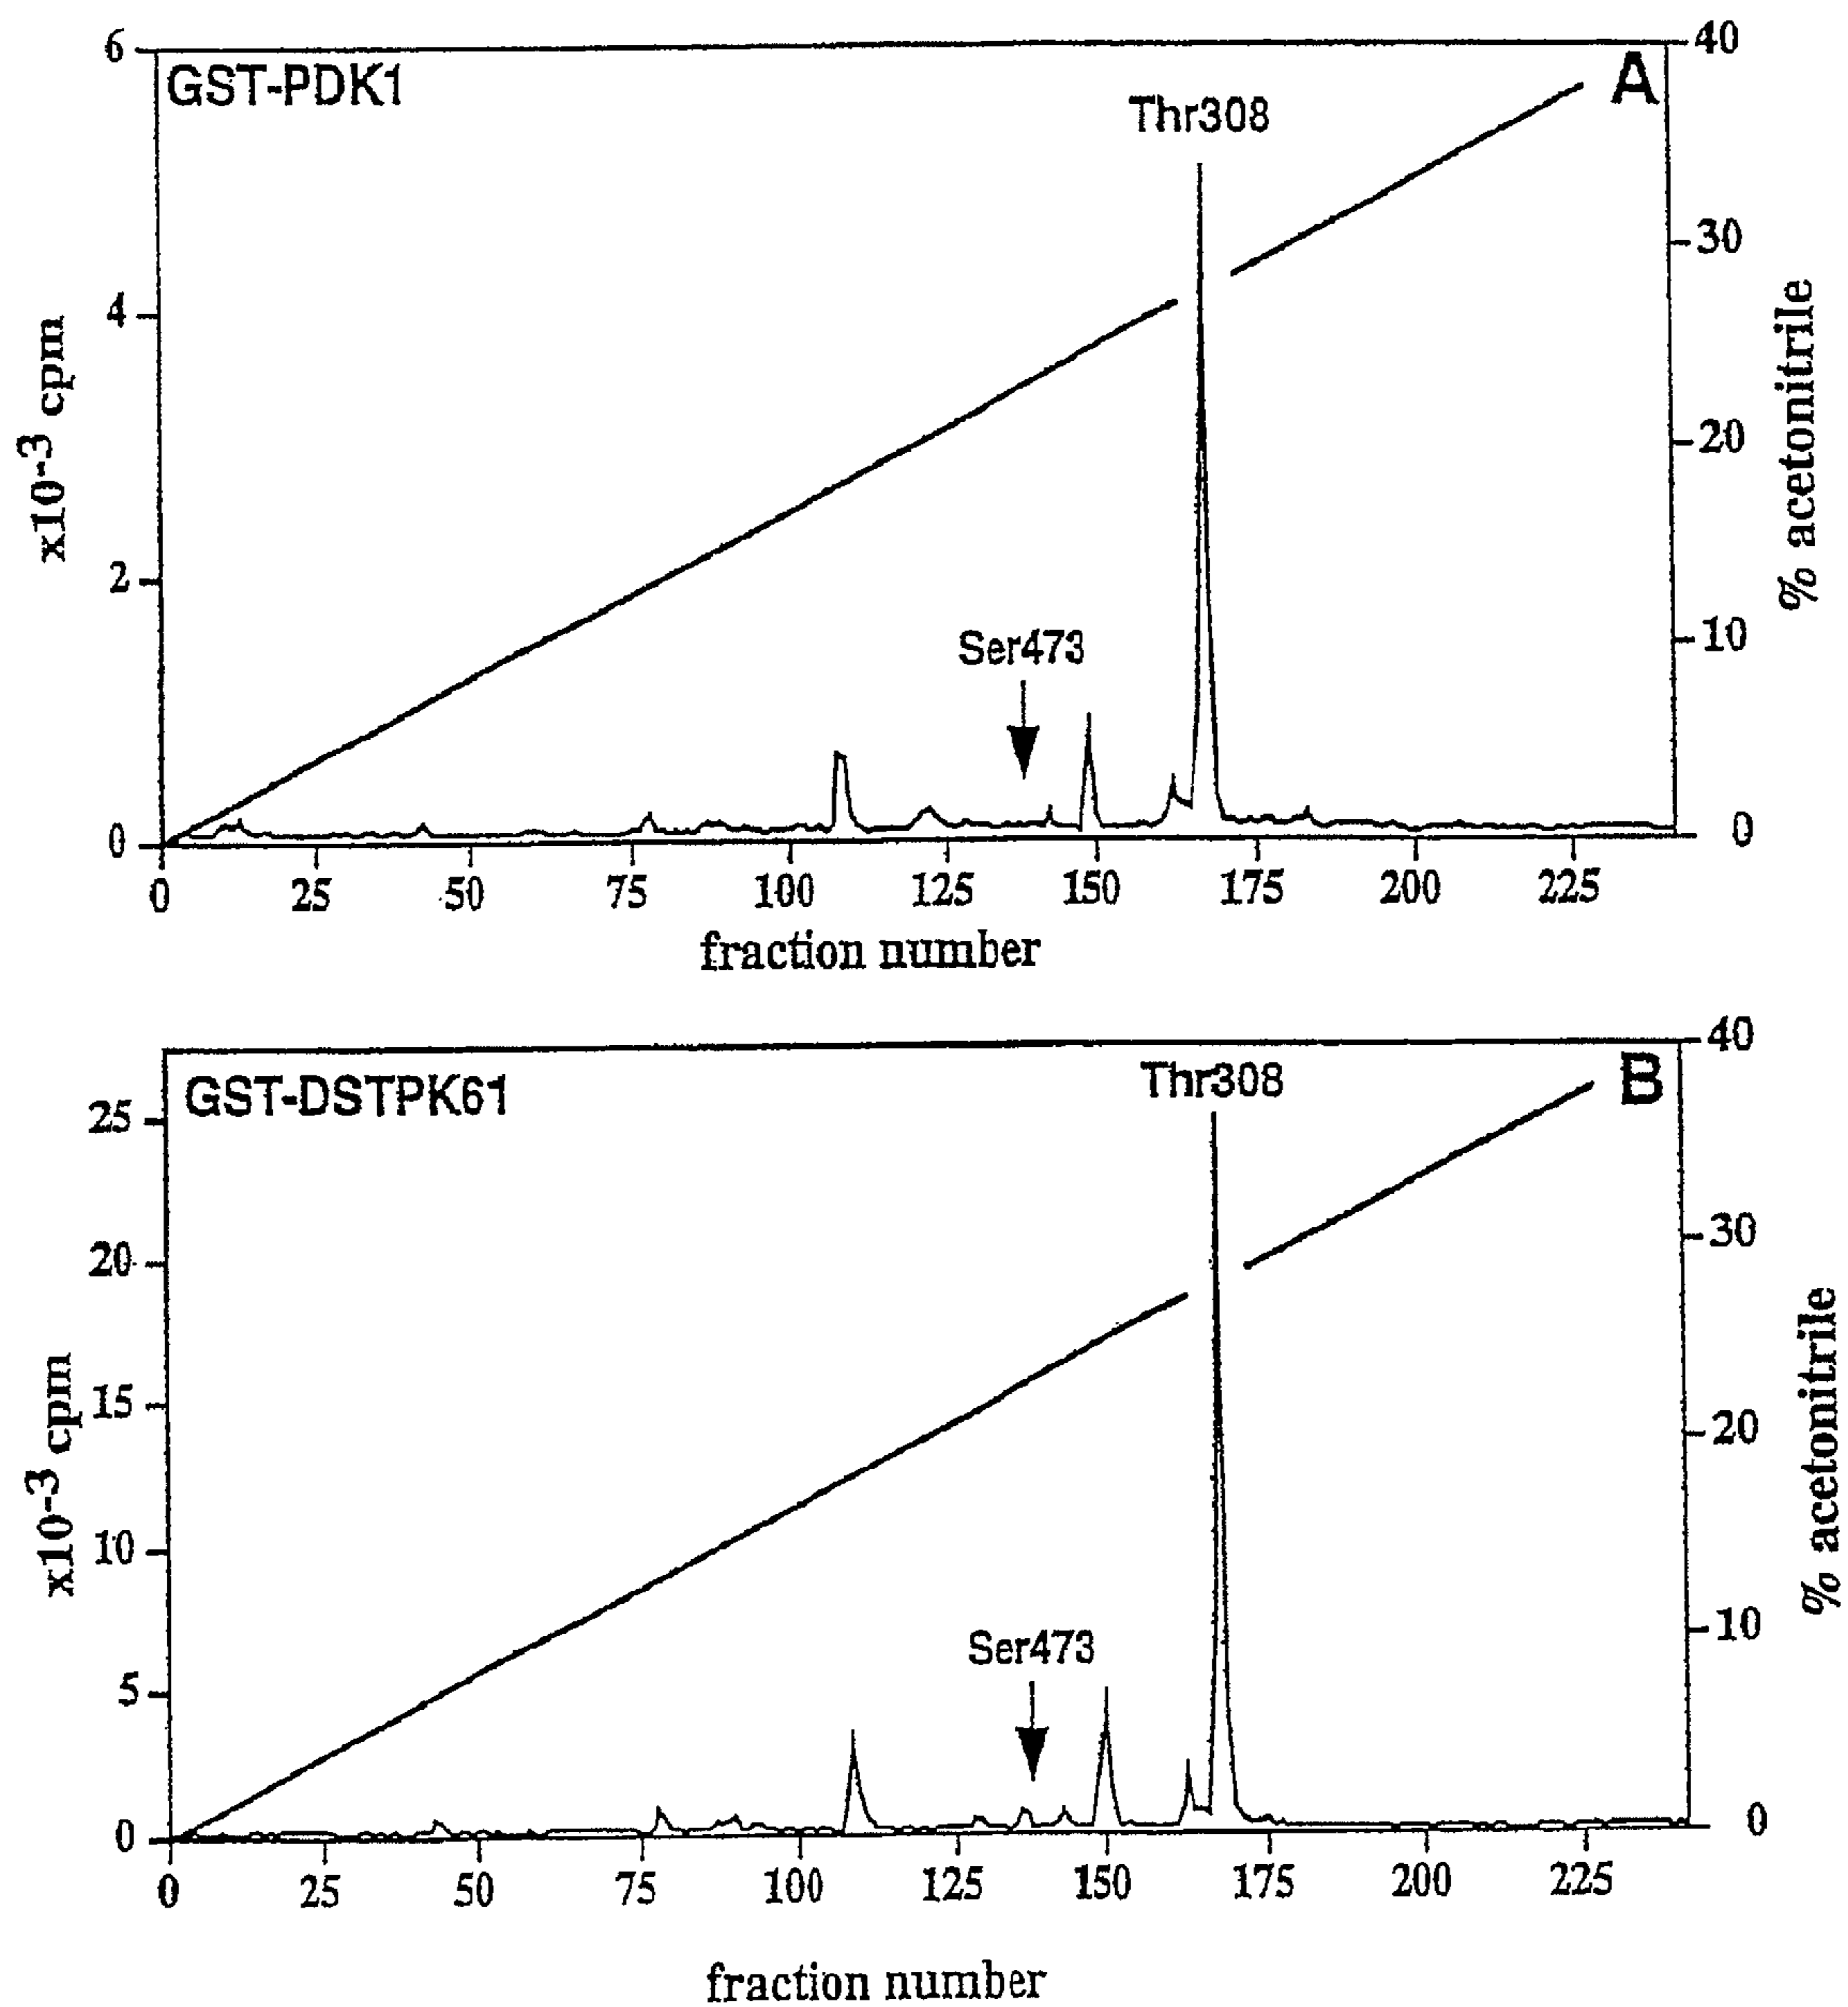 6
40
GST-PDK1
A
Thr308
30
4
x10-3 cpm
% acetonitrile
20
2
Ser473
10
0
0
0 25 50 75 100 125 150 175 200 225
fraction number
40
GST-DSTPK61
Thr308
B
25
30
20
x10-3 cpm
% acetonitrile
15
20
10
Ser473
10
5
0
0
0 25 50 75 100 125 150 175 200 225
fraction number